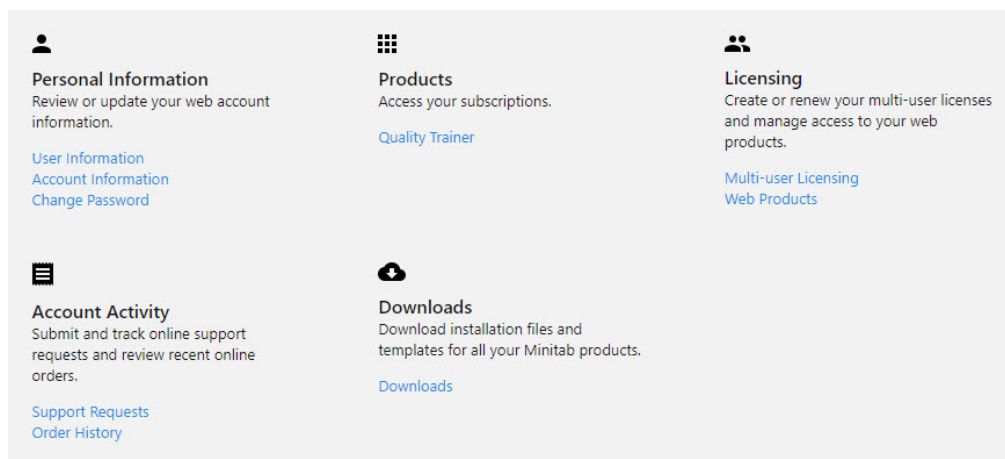 Personal Information
Review or update your web account
information.
User Information
Account Information
Change Password
Products
Access your subscriptions.
Quality Trainer
Licensing
Create or renew your multi-user licenses
and manage access to your web
products.
Multi-user Licensing
Web Products
Account Activity
Submit and track online support
requests and review recent online
orders.
Support Requests
Order History
Downloads
Download installation files and
templates for all your Minitab products.
Downloads